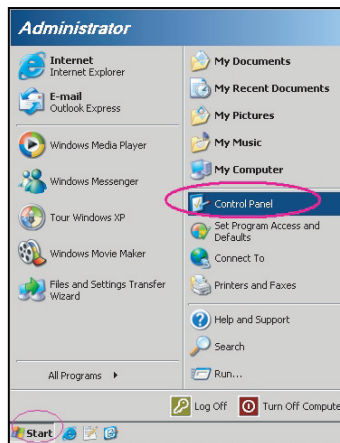 Administrator
Internet
Internet Explorer
E-mail
Outlook Express
Windows Media Player
Windows Messenger
Tour Windows XP
Windows Movie Maker
Files and Settings Transfer
Wizard
All Programs
My Documents
My Recent Documents
My Pictures
My Music
My Computer
Control Panel
Set Program Access and
Defaults
Connect To
Printers and Faxes
Help and Support
Search
Run...
Log Off
Turn Off Compute
Start